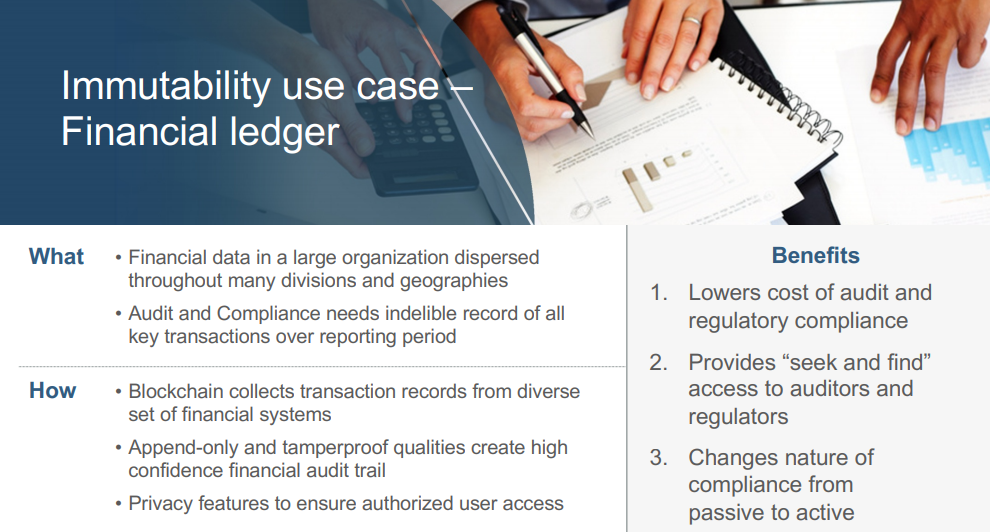 Immutability use case –
Financial ledger
What
• Financial data in a large organization dispersed
throughout many divisions and geographies
• Audit and Compliance needs indelible record of all
key transactions over reporting period
How
• Blockchain collects transaction records from diverse
set of financial systems
• Append-only and tamperproof qualities create high
confidence financial audit trail
• Privacy features to ensure authorized user access
Benefits
1. Lowers cost of audit and
regulatory compliance
2. Provides “seek and find”
access to auditors and
regulators
3. Changes nature of
compliance from
passive to active